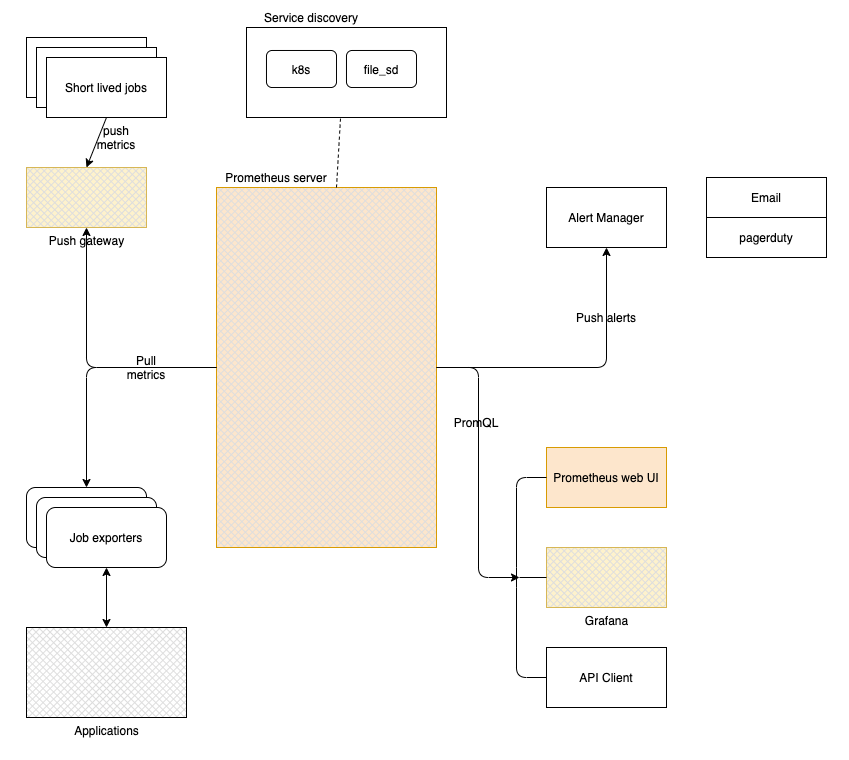 Service discovery
k8s
file_sd
Short lived jobs
push
metrics
Push gateway
Prometheus server
Alert Manager
Email
pagerduty
Push alerts
Pull
metrics
PromQL
Prometheus web UI
Job exporters
Grafana
API Client
Applications